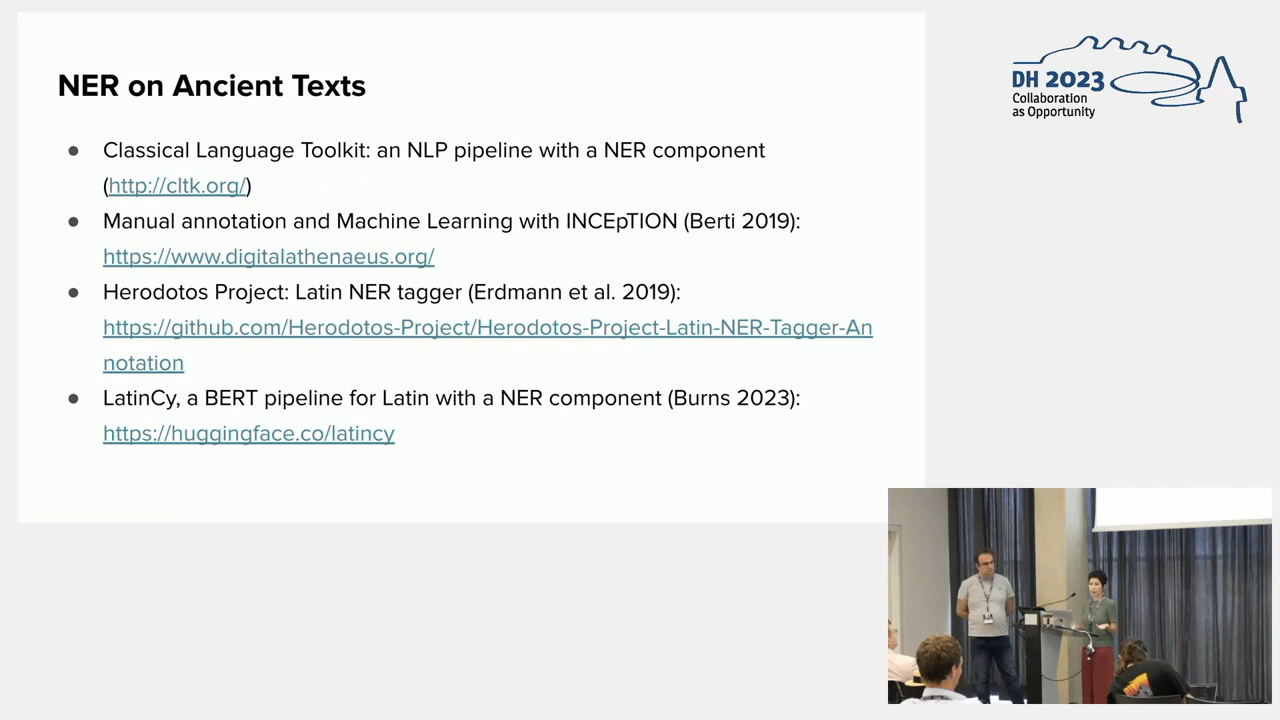 NER on Ancient Texts
● Classical Language Toolkit: an NLP pipeline with a NER component
(http://cltk.org/)
● Manual annotation and Machine Learning with INCEpTION (Berti 2019):
https://www.digitalathenaeus.org/
● Herodotos Project: Latin NER tagger (Erdmann et al. 2019):
https://github.com/Herodotos-Project/Herodotos-Project-Latin-NER-Tagger-An
notation
● LatinCy, a BERT pipeline for Latin with a NER component (Burns 2023):
https://huggingface.co/latincy
DH 2023
Collaboration
as Opportunity